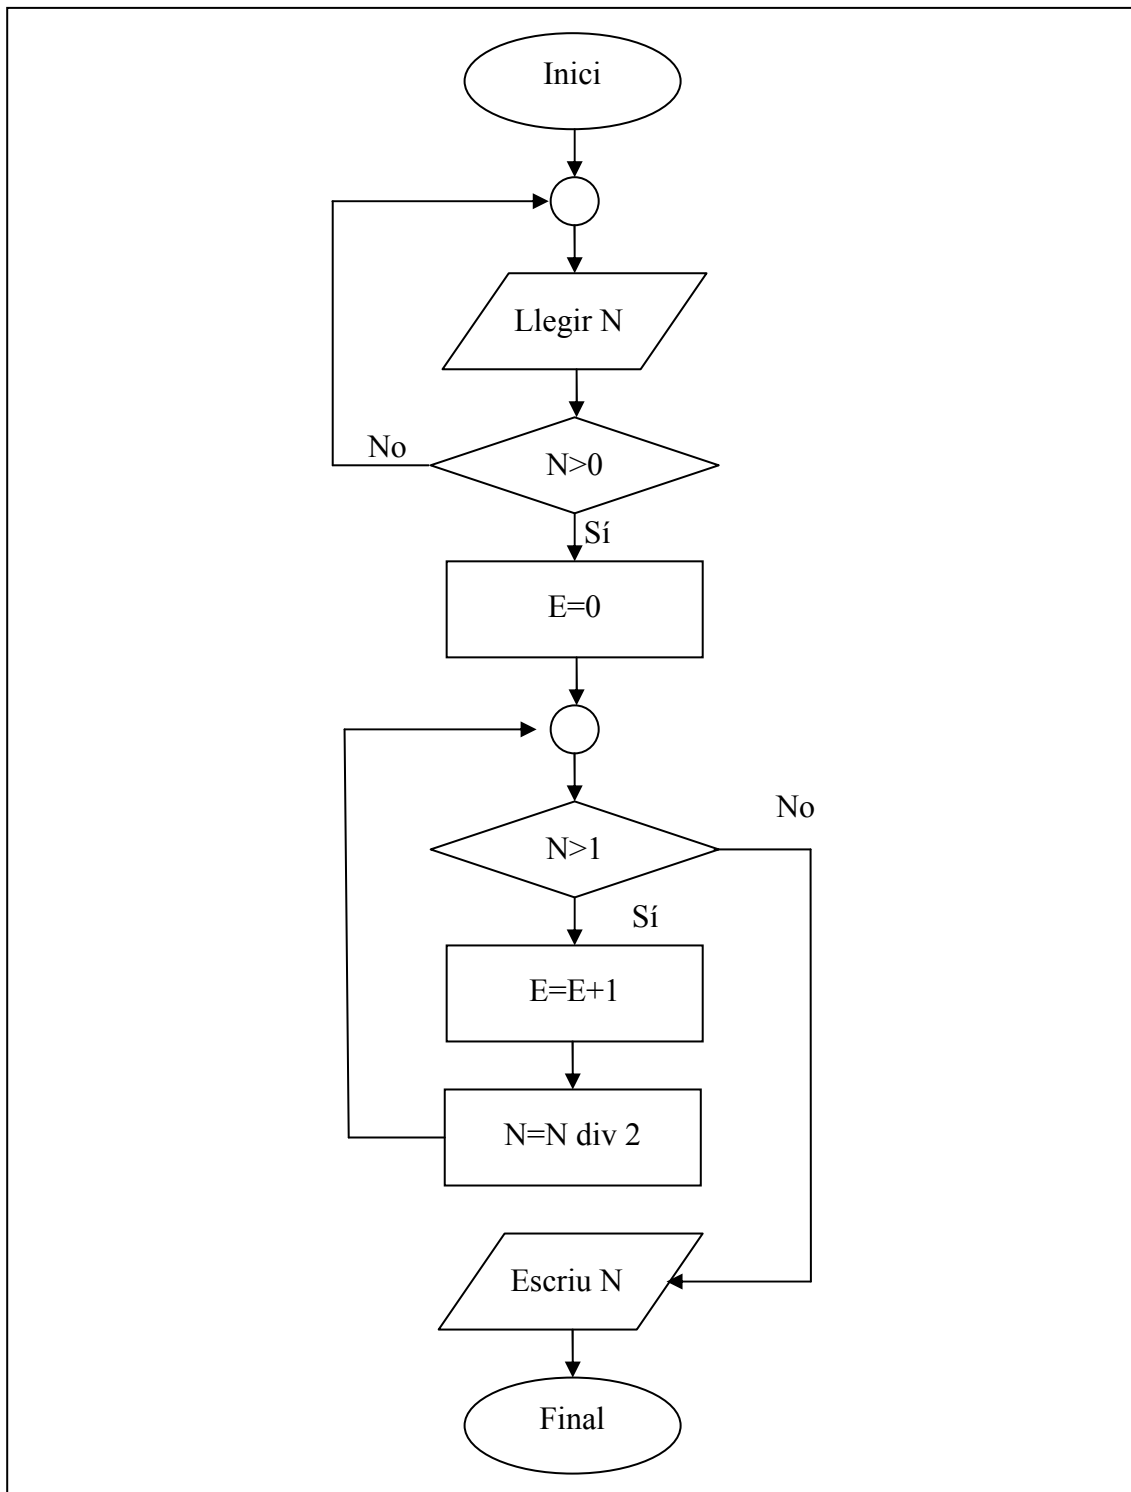 Inici
Llegir N
No
N>0
Sí
E=0
No
N>1
Sí
E=E+1
N=N div 2
Escriu N
Final